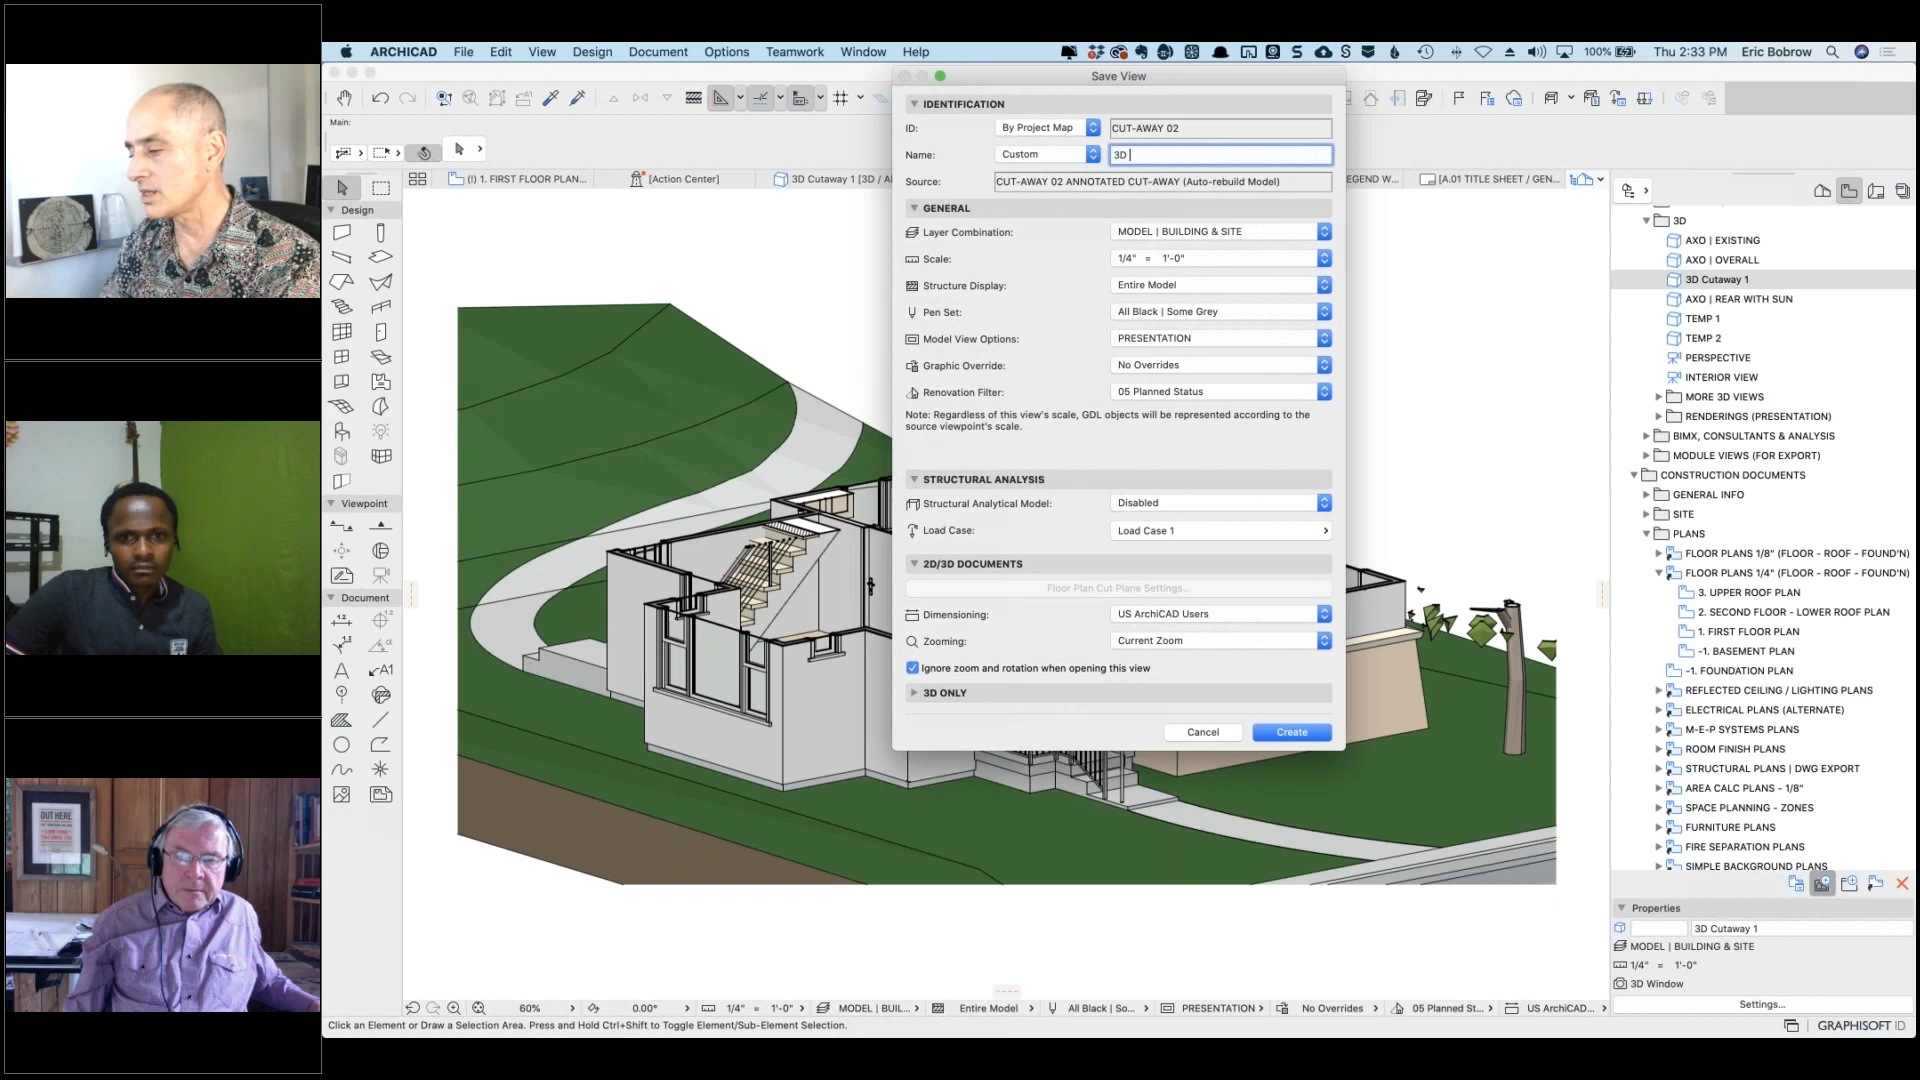 ARCHICAD File Edit View Design Document Options Teamwork Window Help
100% Thu 2:33 PM Eric Bobrow
Save View
Main:
IDENTIFICATION
ID: By Project Map CUT-AWAY 02
Name: Custom 3D
Source: CUT-AWAY 02 ANNOTATED CUT-AWAY (Auto-rebuild Model)
GENERAL
Layer Combination: MODEL | BUILDING & SITE
Scale: 1/4" = 1'-0"
Structure Display: Entire Model
Pen Set: All Black | Some Grey
Model View Options: PRESENTATION
Graphic Override: No Overrides
Renovation Filter: 05 Planned Status
Note: Regardless of this view's scale, GDL objects will be represented according to the
source viewpoint's scale.
STRUCTURAL ANALYSIS
Structural Analytical Model: Disabled
Load Case: Load Case 1
2D/3D DOCUMENTS
Floor Plan Cut Plane Settings...
Dimensioning: US ArchiCAD Users
Zooming: Current Zoom
Ignore zoom and rotation when opening this view
3D ONLY
Cancel Create
(!) 1. FIRST FLOOR PLAN... [Action Center] 3D Cutaway 1 [3D / A EGEND W... [A.01 TITLE SHEET / GEN...
Design
Viewpoint
Document
1.2
A
A1
3D
AXO | EXISTING
AXO | OVERALL
3D Cutaway 1
AXO | REAR WITH SUN
TEMP 1
TEMP 2
PERSPECTIVE
INTERIOR VIEW
MORE 3D VIEWS
RENDERINGS (PRESENTATION)
BIMX, CONSULTANTS & ANALYSIS
MODULE VIEWS (FOR EXPORT)
CONSTRUCTION DOCUMENTS
GENERAL INFO
SITE
PLANS
FLOOR PLANS 1/8" (FLOOR - ROOF - FOUND'N)
FLOOR PLANS 1/4" (FLOOR - ROOF - FOUND'N)
3. UPPER ROOF PLAN
2. SECOND FLOOR - LOWER ROOF PLAN
1. FIRST FLOOR PLAN
-1. BASEMENT PLAN
-1. FOUNDATION PLAN
REFLECTED CEILING / LIGHTING PLANS
ELECTRICAL PLANS (ALTERNATE)
M-E-P SYSTEMS PLANS
ROOM FINISH PLANS
STRUCTURAL PLANS | DWG EXPORT
AREA CALC PLANS - 1/8"
SPACE PLANNING - ZONES
FURNITURE PLANS
FIRE SEPARATION PLANS
SIMPLE BACKGROUND PLANS
Properties
3D Cutaway 1
MODEL | BUILDING & SITE
1/4" = 1'-0"
3D Window
Settings...
60% 0.00° 1/4" = 1'-0" MODEL | BUIL... Entire Model All Black | So... PRESENTATION No Overrides 05 Planned St... US ArchiCAD...
Click an Element or Draw a Selection Area. Press and Hold Ctrl+Shift to Toggle Element/Sub-Element Selection.
GRAPHISOFT ID
OUT HERE